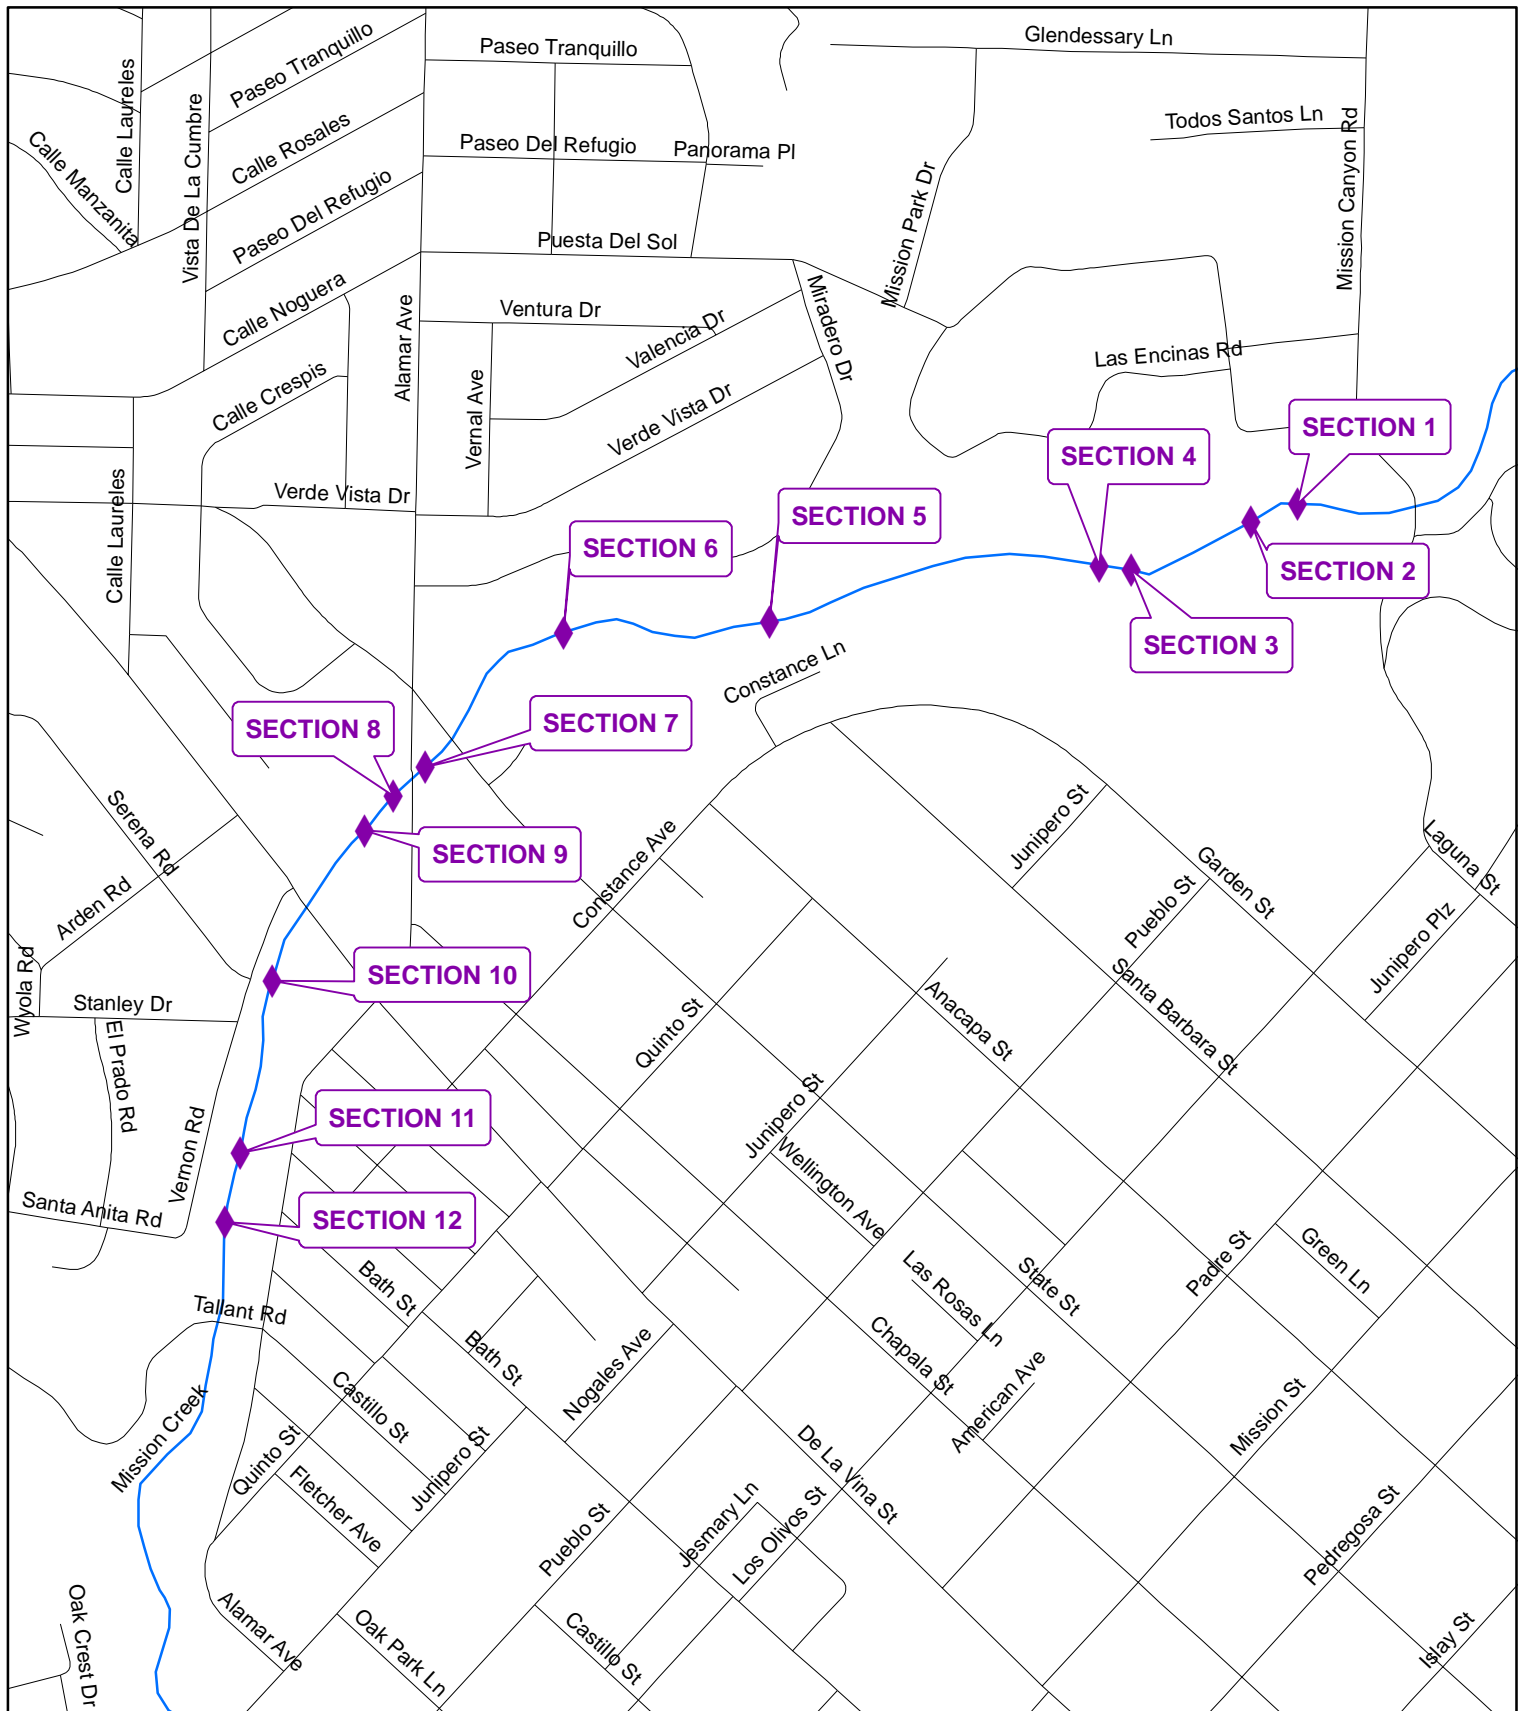 Glendessary Ln
Paseo Tranquillo
Paseo Tranquillo
Calle Laureles
Vista De La Cumbre
Calle Rosales
Todos Santos Ln
Mission Canyon Rd
Calle Manzanita
Paseo Del Refugio
Panorama Pl
Mission Park Dr
Paseo Del Refugio
Puesta Del Sol
Calle Noguera
Alamar Ave
Ventura Dr
Valencia Dr
Miradero Dr
Las Encinas Rd
Calle Crespis
Vernal Ave
Verde Vista Dr
SECTION 1
SECTION 4
Calle Laureles
Verde Vista Dr
SECTION 5
SECTION 6
SECTION 2
SECTION 3
Constance Ln
SECTION 8
SECTION 7
Serena Rd
Junipero St
SECTION 9
Constance Ave
Garden St
Laguna St
Arden Rd
Pueblo St
Junipero Plz
Wyola Rd
SECTION 10
Stanley Dr
Quinto St
Anacapa St
Santa Barbara St
El Prado Rd
SECTION 11
Junipero St
Vernon Rd
Wellington Ave
Santa Anita Rd
SECTION 12
Bath St
Tallant Rd
Las Rosas Ln
State St
Padre St
Green Ln
Bath St
Nogales Ave
Chapala St
American Ave
Castillo St
Mission Creek
Mission St
Quinto St
Junipero St
De La Vina St
Fletcher Ave
Pueblo St
Jesmary Ln
Los Olivos St
Pedregosa St
Oak Crest Dr
Alamar Ave
Oak Park Ln
Castillo St
Islay St